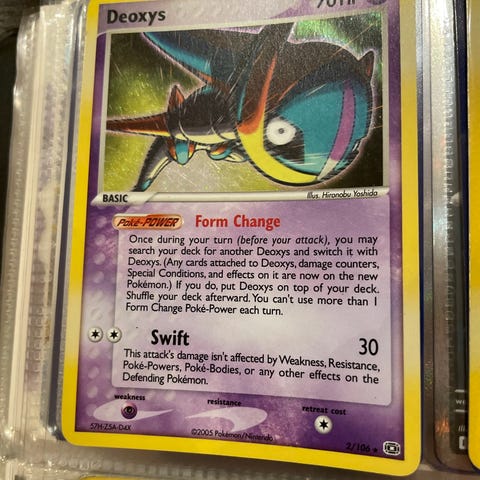 Deoxys 70 HP
BASIC
Illus. Hironobu Yoshida
Poké-POWER Form Change
Once during your turn (before your attack), you may
search your deck for another Deoxys and switch it with
Deoxys. (Any cards attached to Deoxys, damage counters,
Special Conditions, and effects on it are now on the new
Pokémon.) If you do, put Deoxys on top of your deck.
Shuffle your deck afterward. You can't use more than 1
Form Change Poké-Power each turn.
Swift 30
This attack's damage isn't affected by Weakness, Resistance,
Poké-Powers, Poké-Bodies, or any other effects on the
Defending Pokémon.
weakness resistance retreat cost
57H-Z5A-D4X
©2005 Pokémon/Nintendo
2/106